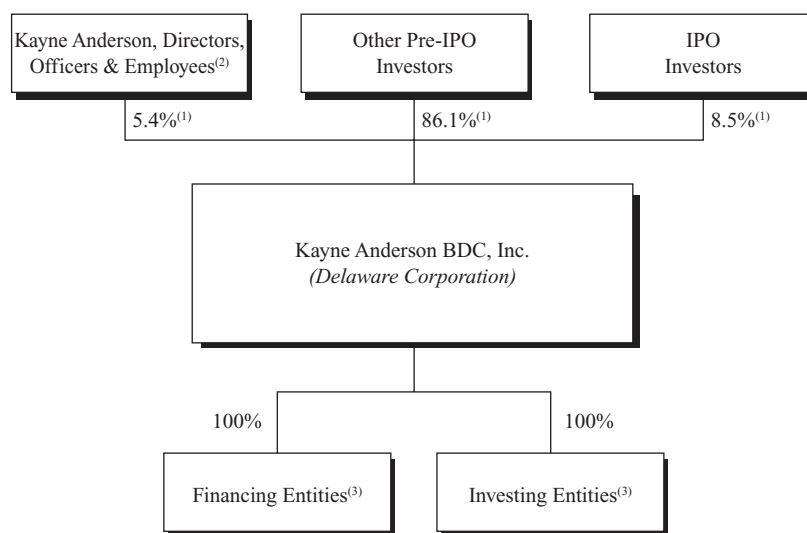 Kayne Anderson, Directors,
Officers & Employees(2)
Other Pre-IPO
Investors
IPO
Investors
5.4%(1)
86.1%(1)
8.5%(1)
Kayne Anderson BDC, Inc.
(Delaware Corporation)
100%
100%
Financing Entities(3)
Investing Entities(3)